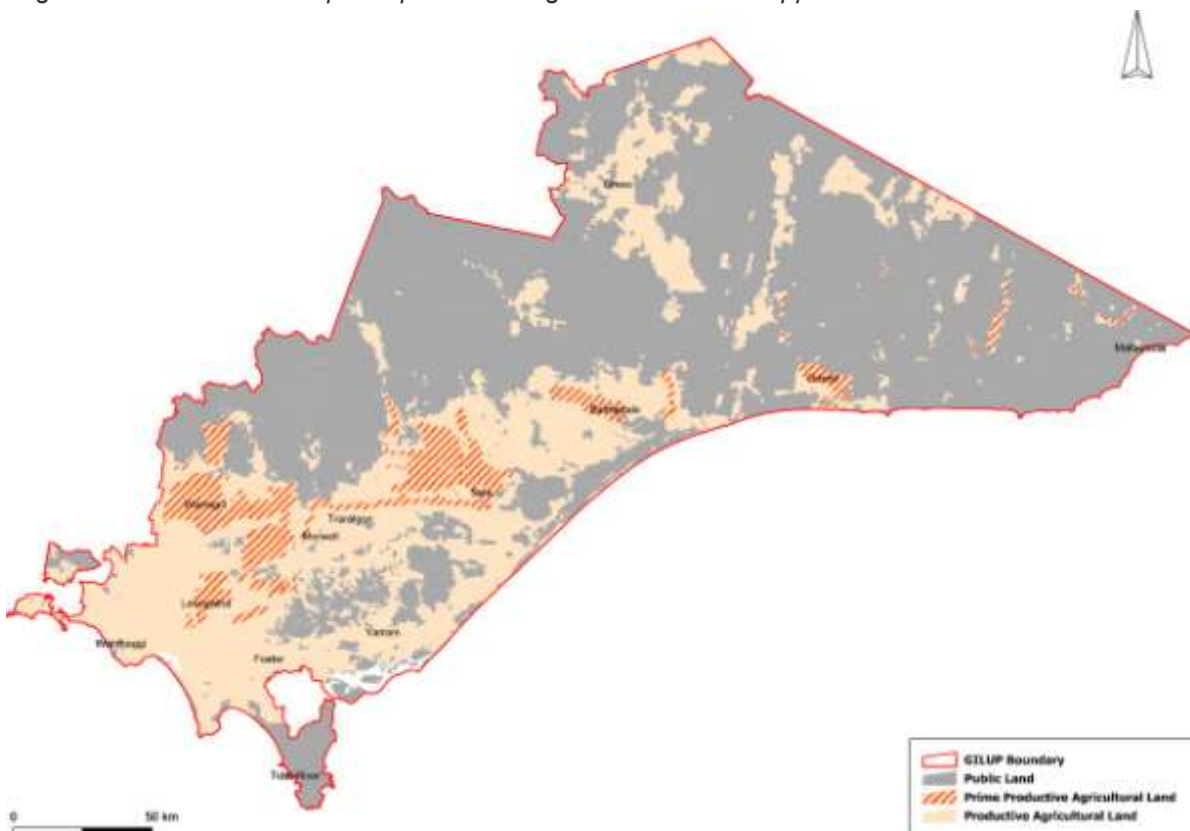 Omeo
Mallacoota
Orbost
Bairnsdale
Sale
Warragul
Traralgon
Morwell
Leongatha
Yarram
Wonthaggi
Foster
0 50 km
GILUP Boundary
Public Land
Prime Productive Agricultural Land
Productive Agricultural Land